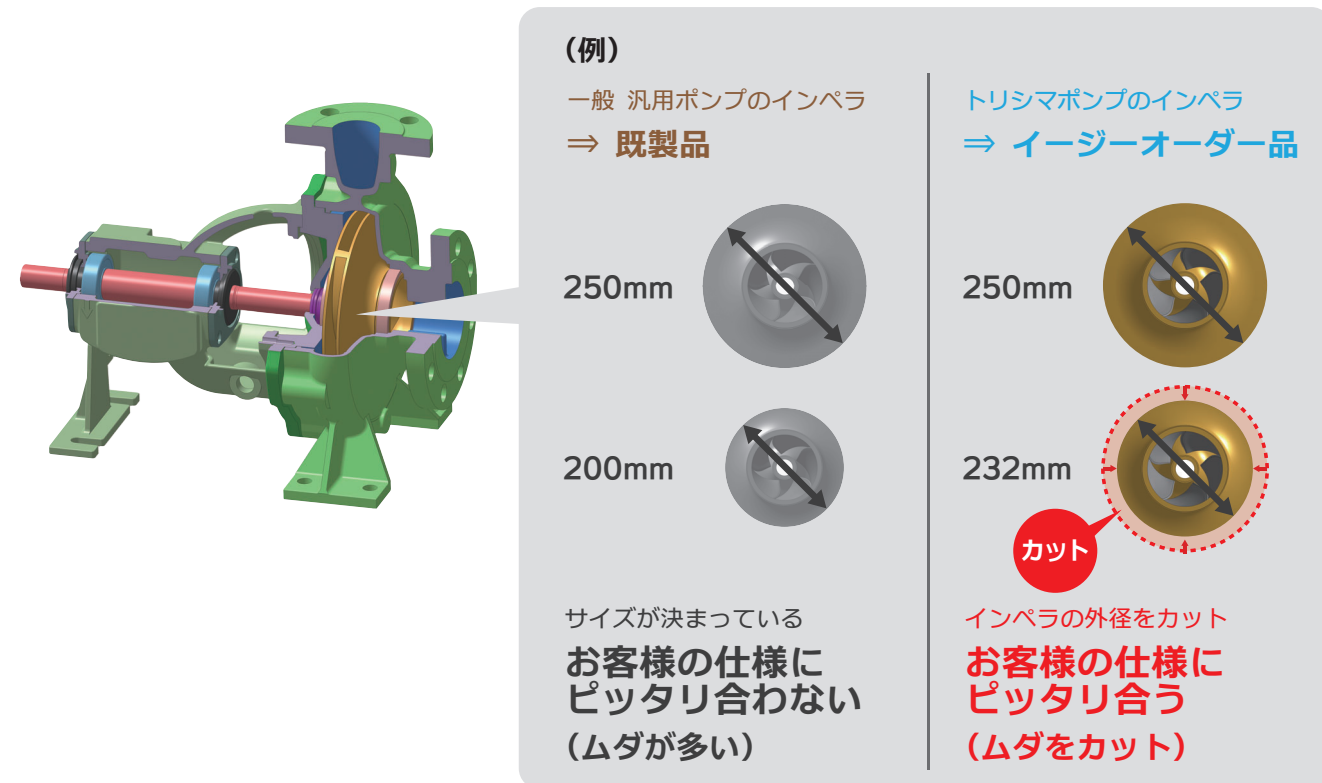 (例)
一般 汎用ポンプのインペラ
⇒ 既製品
250mm
200mm
サイズが決まっている
お客様の仕様に
ピッタリ合わない
(ムダが多い)
トリシマポンプのインペラ
⇒ イージーオーダー品
250mm
232mm
カット
インペラの外径をカット
お客様の仕様に
ピッタリ合う
(ムダをカット)